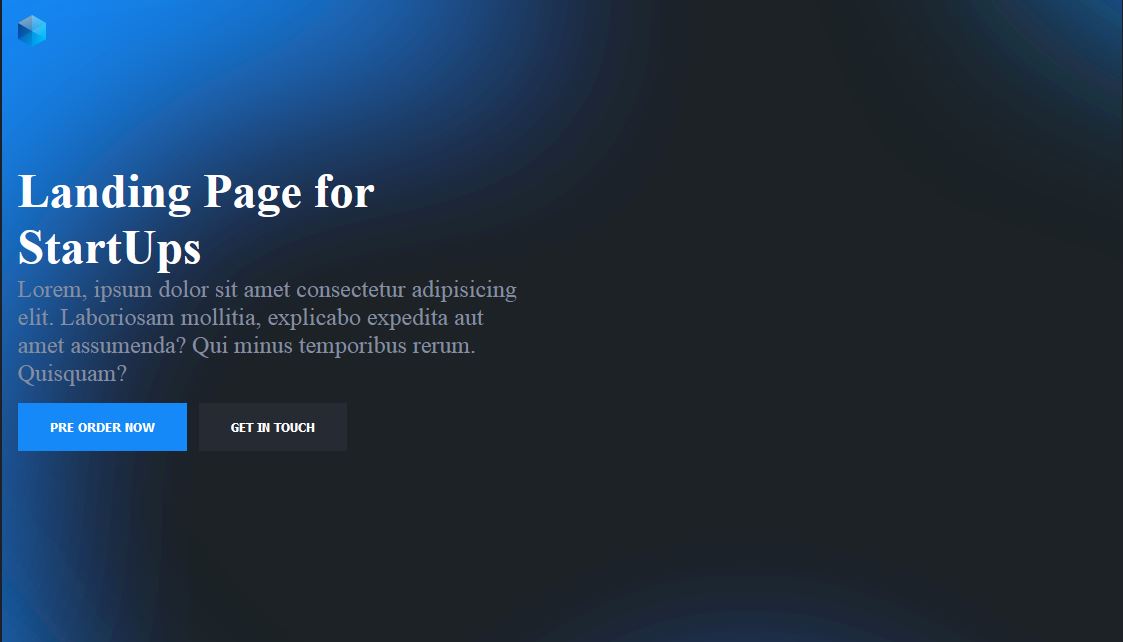 Landing Page for
StartUps
Lorem, ipsum dolor sit amet consectetur adipisicing
elit. Laboriosam mollitia, explicabo expedita aut
amet assumenda? Qui minus temporibus rerum.
Quisquam?
PRE ORDER NOW
GET IN TOUCH